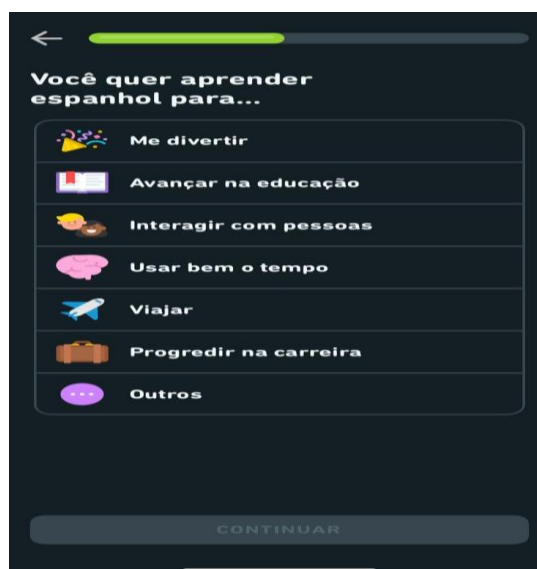 Você quer aprender
espanhol para...
Me divertir
Avançar na educação
Interagir com pessoas
Usar bem o tempo
Viajar
Progredir na carreira
Outros
CONTINUAR